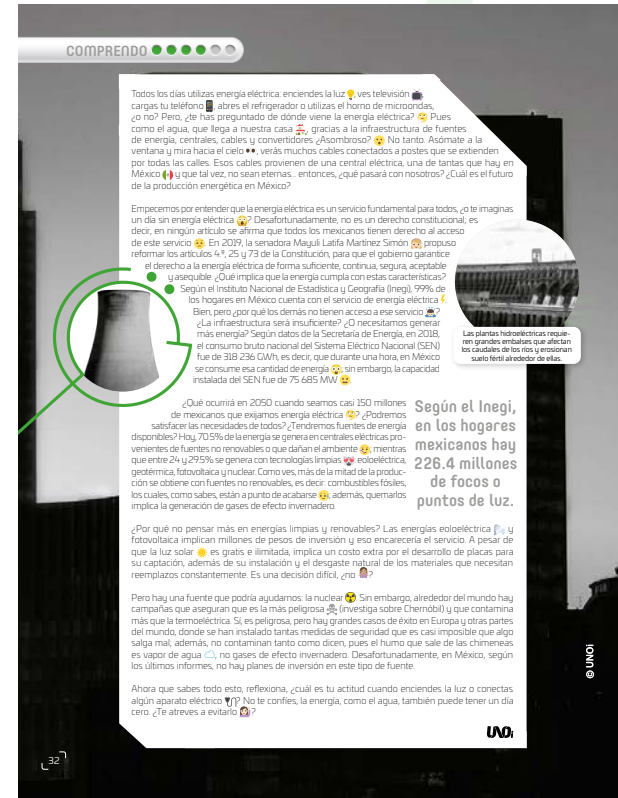 COMPRENDO
Todos los días utilizas energía eléctrica: enciendes la luz 💡, ves televisión 📺,
cargas tu teléfono 📱, abres el refrigerador o utilizas el horno de microondas,
¿o no? Pero, ¿te has preguntado de dónde viene la energía eléctrica? 🤔 Pues
como el agua, que llega a nuestra casa 🚰, gracias a la infraestructura de fuentes
de energía, centrales, cables y convertidores ¿Asombroso? 😮 No tanto. Asómate a la
ventana y mira hacia el cielo 👀, verás muchos cables conectados a postes que se extienden
por todas las calles. Esos cables provienen de una central eléctrica, una de tantas que hay en
México 🇲🇽 y que tal vez, no sean eternas... entonces, ¿qué pasará con nosotros? ¿Cuál es el futuro
de la producción energética en México?
Empecemos por entender que la energía eléctrica es un servicio fundamental para todos, ¿o te imaginas
un día sin energía eléctrica 😱? Desafortunadamente, no es un derecho constitucional; es
decir, en ningún artículo se afirma que todos los mexicanos tienen derecho al acceso
de este servicio 😟. En 2019, la senadora Mayuli Latifa Martínez Simón 👩 propuso
reformar los artículos 4.º, 25 y 73 de la Constitución, para que el gobierno garantice
el derecho a la energía eléctrica de forma suficiente, continua, segura, aceptable
y asequible. ¿Qué implica que la energía cumpla con estas características?
Según el Instituto Nacional de Estadística y Geografía (Inegi), 99% de
los hogares en México cuenta con el servicio de energía eléctrica ⚡.
Bien, pero ¿por qué los demás no tienen acceso a ese servicio
¿La infraestructura será insuficiente? ¿O necesitamos generar
más energía? Según datos de la Secretaría de Energía, en 2018,
el consumo bruto nacional del Sistema Eléctrico Nacional (SEN)
fue de 318 236 GWh, es decir, que durante una hora, en México
se consume esa cantidad de energía 😮, sin embargo, la capacidad
instalada del SEN fue de 75 685 MW
Las plantas hidroeléctricas requie-
ren grandes embalses que afectan
los caudales de los ríos y erosionan
suelo fértil alrededor de ellas.
¿Qué ocurrirá en 2050 cuando seamos casi 150 millones
de mexicanos que exijamos energía eléctrica 🤔? ¿Podremos
satisfacer las necesidades de todos? ¿Tendremos fuentes de energía
disponibles? Hoy, 70.5% de la energía se genera en centrales eléctricas pro-
venientes de fuentes no renovables o que dañan el ambiente, mientras
que entre 24 y 29.5% se genera con tecnologías limpias: eoloeléctrica,
geotérmica, fotovoltaica y nuclear. Como ves, más de la mitad de la produc-
ción se obtiene con fuentes no renovables, es decir: combustibles fósiles,
los cuales, como sabes, están a punto de acabarse; además, quemarlos
implica la generación de gases de efecto invernadero.
Según el Inegi,
en los hogares
mexicanos hay
226.4 millones
de focos o
puntos de luz.
¿Por qué no pensar más en energías limpias y renovables? Las energías eoloeléctrica 🌬️ y
fotovoltaica implican millones de pesos de inversión y eso encarecería el servicio. A pesar de
que la luz solar ☀️ es gratis e ilimitada, implica un costo extra por el desarrollo de placas para
su captación, además de su instalación y el desgaste natural de los materiales que necesitan
reemplazos constantemente. Es una decisión difícil, ¿no ?
Pero hay una fuente que podría ayudarnos: la nuclear ☢️. Sin embargo, alrededor del mundo hay
campañas que aseguran que es la más peligrosa ☠️ (investiga sobre Chernóbil) y que contamina
más que la termoeléctrica. Sí, es peligrosa, pero hay grandes casos de éxito en Europa y otras partes
del mundo, donde se han instalado tantas medidas de seguridad que es casi imposible que algo
salga mal; además, no contaminan tanto como dicen, pues el humo que sale de las chimeneas
es vapor de agua ☁️, no gases de efecto invernadero. Desafortunadamente, en México, según
los últimos informes, no hay planes de inversión en este tipo de fuente.
Ahora que sabes todo esto, reflexiona, ¿cuál es tu actitud cuando enciendes la luz o conectas
algún aparato eléctrico 🔌? No te confíes, la energía, como el agua, también puede tener un día
cero. ¿Te atreves a evitarlo ?
UNOi
© UNOi
32